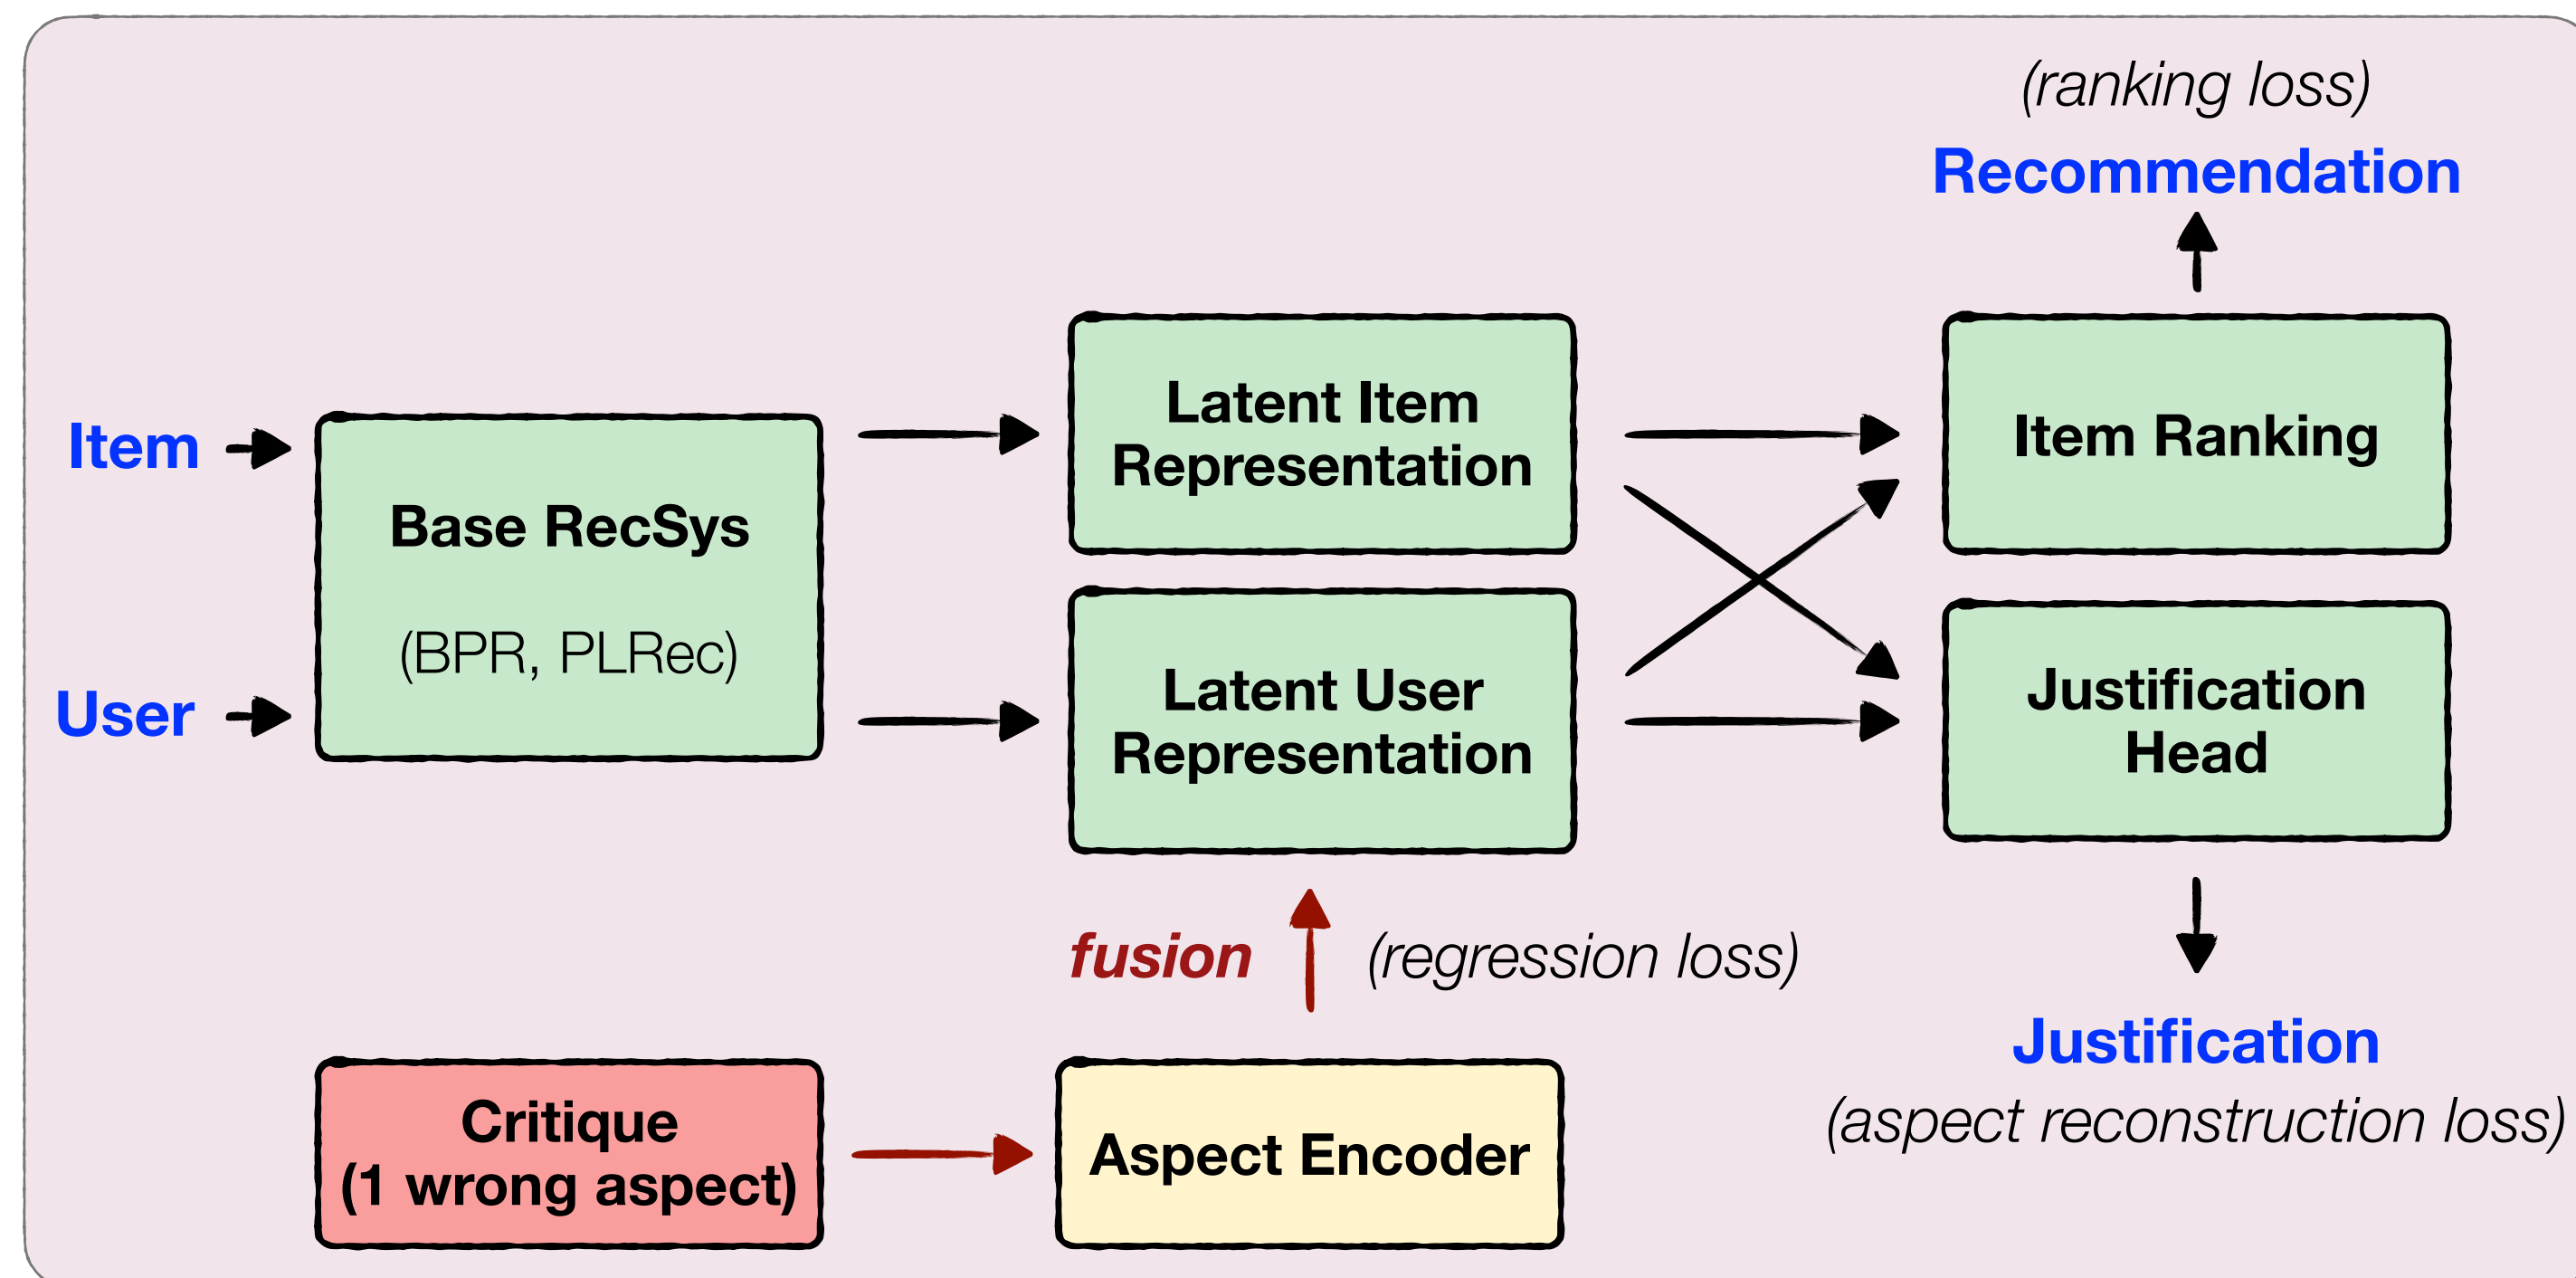 (ranking loss)
Recommendation
Item
User
Base RecSys
(BPR, PLRec)
Latent Item
Representation
Latent User
Representation
Item Ranking
Justification
Head
fusion
(regression loss)
Justification
(aspect reconstruction loss)
Critique
(1 wrong aspect)
Aspect Encoder